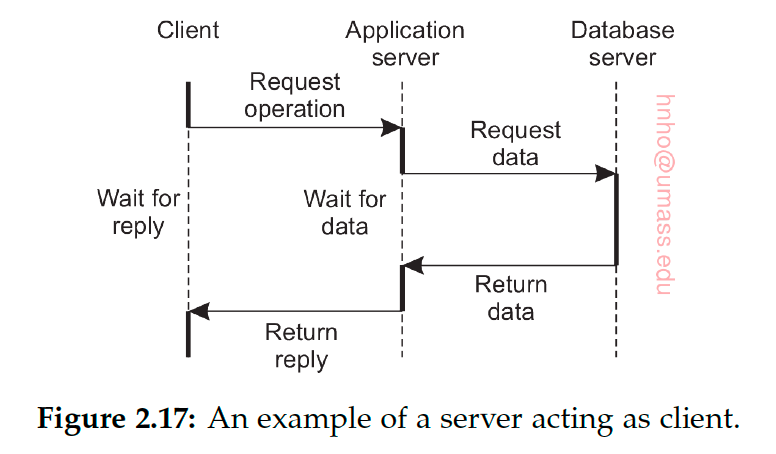 Client
Application
server
Database
server
Request
operation
Request
data
Wait for
reply
Wait for
data
Return
data
Return
reply
hnho@umass.edu
Figure 2.17: An example of a server acting as client.